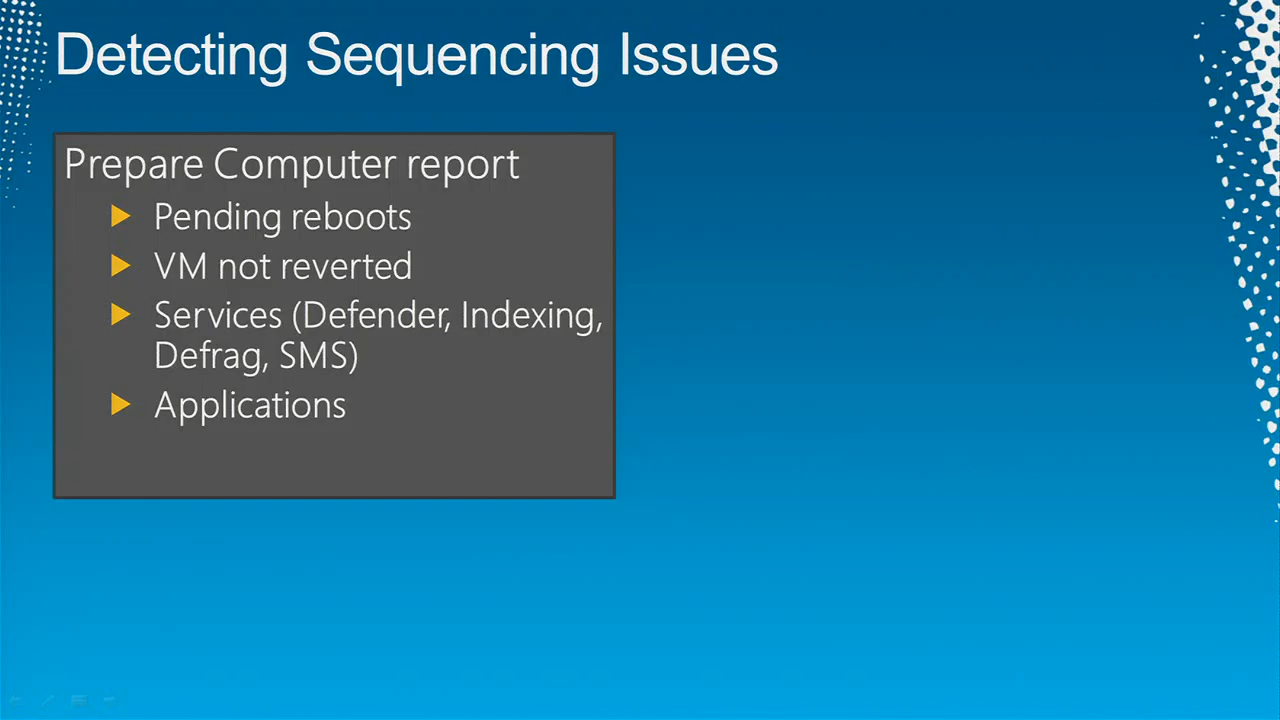 Detecting Sequencing Issues
Prepare Computer report
Pending reboots
VM not reverted
Services (Defender, Indexing,
Defrag, SMS)
Applications